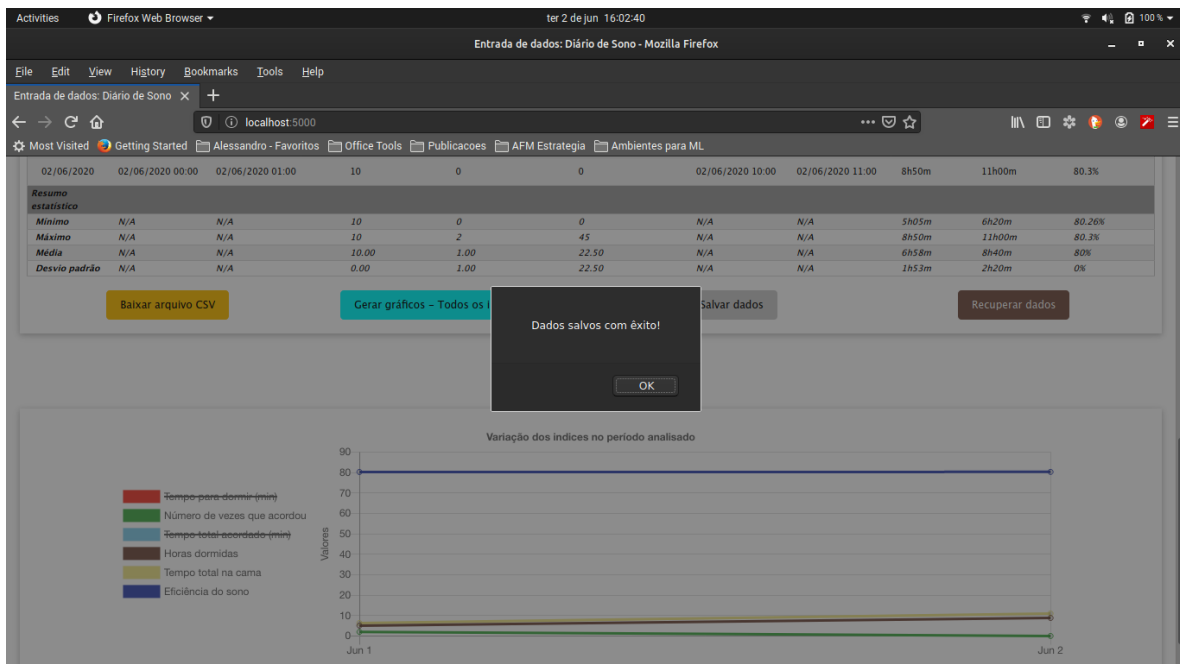 Activities Firefox Web Browser ter 2 de jun 16:02:40 100 %
Entrada de dados: Diário de Sono - Mozilla Firefox
File Edit View History Bookmarks Tools Help
Entrada de dados: Diário de Sono
localhost:5000
Most Visited Getting Started Alessandro - Favoritos Office Tools Publicacoes AFM Estrategia Ambientes para ML
02/06/2020 02/06/2020 00:00 02/06/2020 01:00 10 0 0 02/06/2020 10:00 02/06/2020 11:00 8h50m 11h00m 80.3%
Resumo
estatístico
Mínimo N/A N/A 10 0 0 N/A N/A 5h05m 6h20m 80.26%
Máximo N/A N/A 10 2 45 N/A N/A 8h50m 11h00m 80.3%
Média N/A N/A 10.00 1.00 22.50 N/A N/A 6h58m 8h40m 80%
Desvio padrão N/A N/A 0.00 1.00 22.50 N/A N/A 1h53m 2h20m 0%
Baixar arquivo CSV Gerar gráficos – Todos os Salvar dados Recuperar dados
Dados salvos com êxito!
OK
Variação dos indices no período analisado
Tempo para dormir (min)
Número de vezes que acordou
Tempo total acordado (min)
Horas dormidas
Tempo total na cama
Eficiência do sono
Valores
90
80
70
60
50
40
30
20
10
0
Jun 1 Jun 2